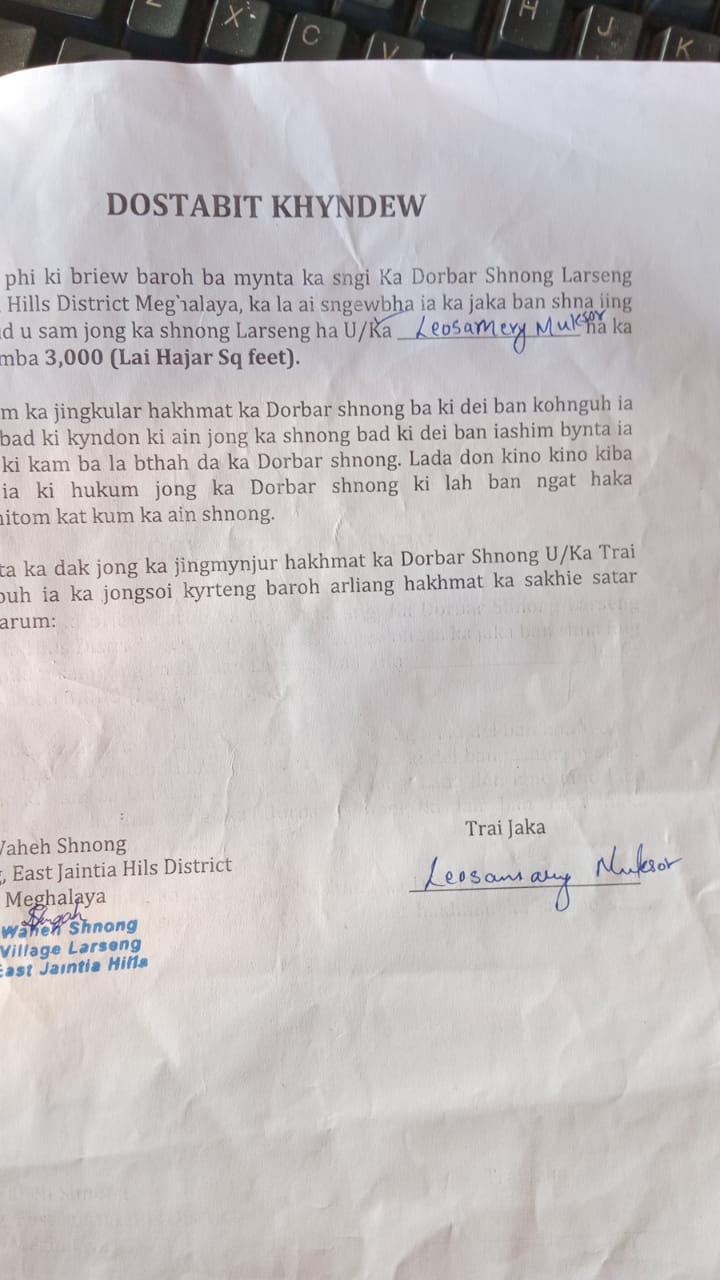 X
C
V
H
J
K
DOSTABIT KHYNDEW
phi ki briew baroh ba mynta ka sngi Ka Dorbar Shnong Larseng
Hills District Meghalaya, ka la ai sngewbha ia ka jaka ban shna iing
d u sam jong ka shnong Larseng ha U/Ka Leosamery Muksor ha ka
mba 3,000 (Lai Hajar Sq feet).
m ka jingkular hakhmat ka Dorbar shnong ba ki dei ban kohnguh ia
bad ki kyndon ki ain jong ka shnong bad ki dei ban iashim bynta ia
ki kam ba la bthah da ka Dorbar shnong. Lada don kino kino kiba
ia ki hukum jong ka Dorbar shnong ki lah ban ngat haka
itom kat kum ka ain shnong.
ta ka dak jong ka jingmynjur hakhmat ka Dorbar Shnong U/Ka Trai
ouh ia ka jongsoi kyrteng baroh arliang hakhmat ka sakhie satar
arum:
Waheh Shnong
, East Jaintia Hils District
Meghalaya
Waheh Shnong
Village Larseng
East Jaintia Hills
Trai Jaka
Leosamary Muksor